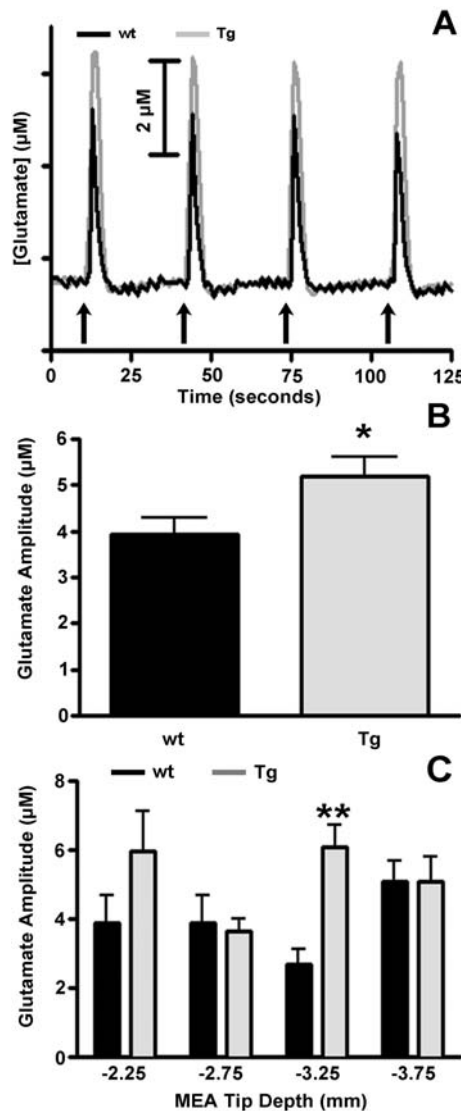 wt Tg A
[Glutamate] (µM)
2 µM
0 25 50 75 100 125
Time (seconds)
B
Glutamate Amplitude (µM)
6
5
4
3
2
1
0
*
wt Tg
C
wt Tg
Glutamate Amplitude (µM)
8
6
4
2
0
**
-2.25 -2.75 -3.25 -3.75
MEA Tip Depth (mm)